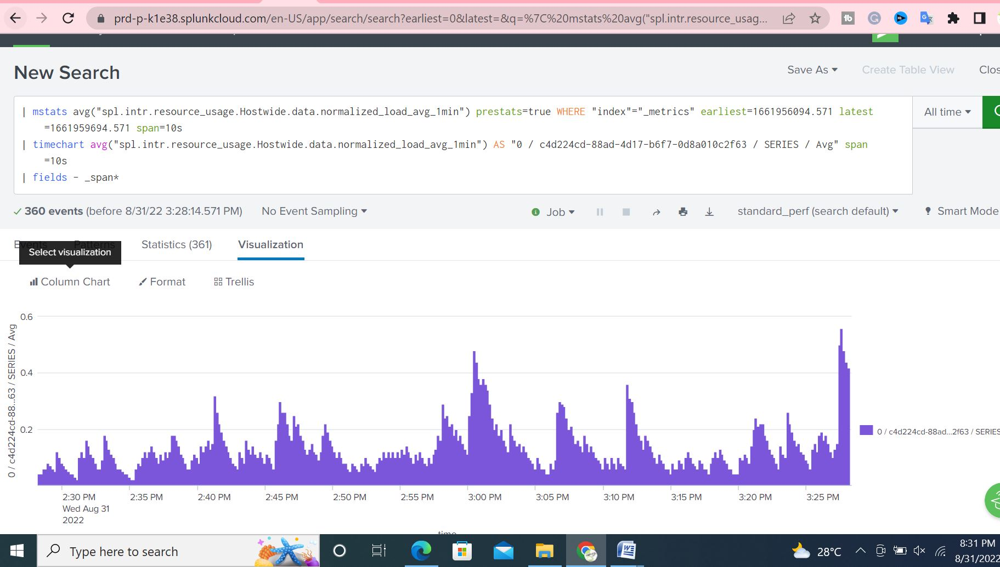 prd-p-k1e38.splunkcloud.com/en-US/app/search/search?earliest=0&latest=&q=%7C%20mstats%20avg("spl.intr.resource_usag...
New Search
Save As
Create Table View
Clos
| mstats avg("spl.intr.resource_usage.Hostwide.data.normalized_load_avg_1min") prestats=true WHERE "index"="_metrics" earliest=1661956094.571 latest
=1661959694.571 span=10s
| timechart avg("spl.intr.resource_usage.Hostwide.data.normalized_load_avg_1min") AS "0 / c4d224cd-88ad-4d17-b6f7-0d8a010c2f63 / SERIES / Avg" span
=10s
| fields - _span*
All time
360 events (before 8/31/22 3:28:14.571 PM)
No Event Sampling
Job
standard_perf (search default)
Smart Mode
Events
Patterns
Statistics (361)
Visualization
Select visualization
Column Chart
Format
Trellis
0 / c4d224cd-88...63 / SERIES / Avg
0.6
0.4
0.2
0 / c4d224cd-88ad...2f63 / SERIES
2:30 PM
Wed Aug 31
2022
2:35 PM
2:40 PM
2:45 PM
2:50 PM
2:55 PM
3:00 PM
3:05 PM
3:10 PM
3:15 PM
3:20 PM
3:25 PM
Type here to search
28°C
8:31 PM
8/31/2022